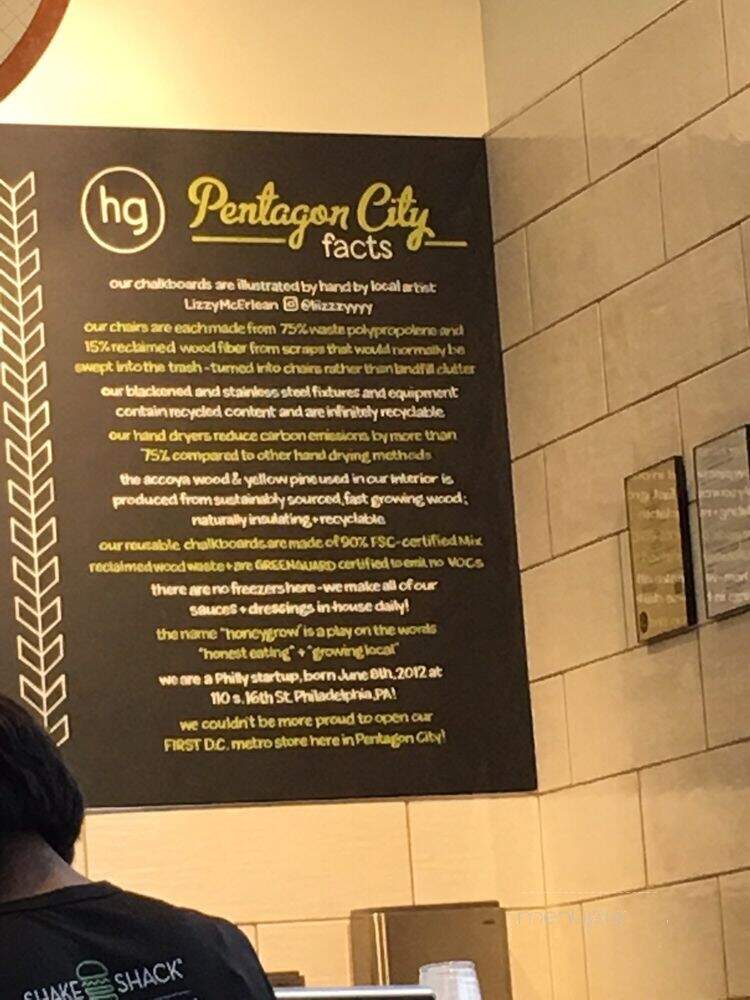 hg
Pentagon City
facts
our chalkboards are illustrated by hand by local artist
Lizzy McErlean @liizzzyyyy
our chairs are each made from 75% waste polypropolene and
15% reclaimed wood fiber from scraps that would normally be
swept into the trash - turned into chairs rather than landfill clutter
our blackened and stainless steel fixtures and equipment
contain recycled content and are infinitely recyclable
our hand dryers reduce carbon emissions by more than
75% compared to other hand drying methods
the accoya wood & yellow pine used in our interior is
produced from sustainably sourced, fast growing wood;
naturally insulating + recyclable
our reusable chalkboards are made of 90% FSC-certified Mix
reclaimed wood waste + are GREENGUARD certified to emit no VOCs
there are no freezers here - we make all of our
sauces + dressings in-house daily!
the name "honeygrow" is a play on the words
"honest eating" + "growing local"
we are a Philly startup, born June 8th, 2012 at
110 s. 16th St. Philadelphia, PA!
we couldn't be more proud to open our
FIRST D.C. metro store here in Pentagon City!
SHAKE SHACK